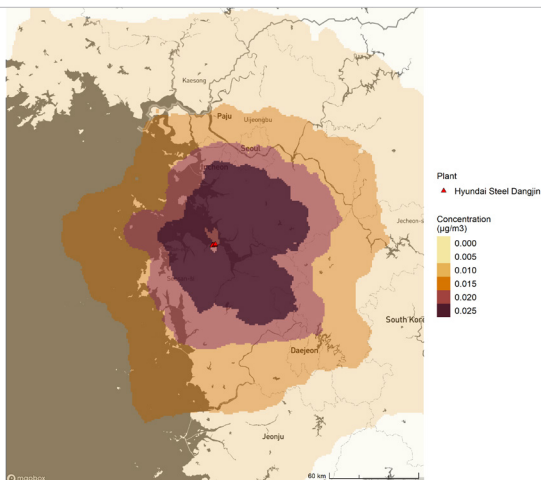 Kaesong
Paju
Uijeongbu
Seoul
Jecheon-s
South Kori
Daejeon
Jeonju
mapbox
60 km
Plant
Hyundai Steel Dangjin
Concentration
(µg/m3)
0.000
0.005
0.010
0.015
0.020
0.025